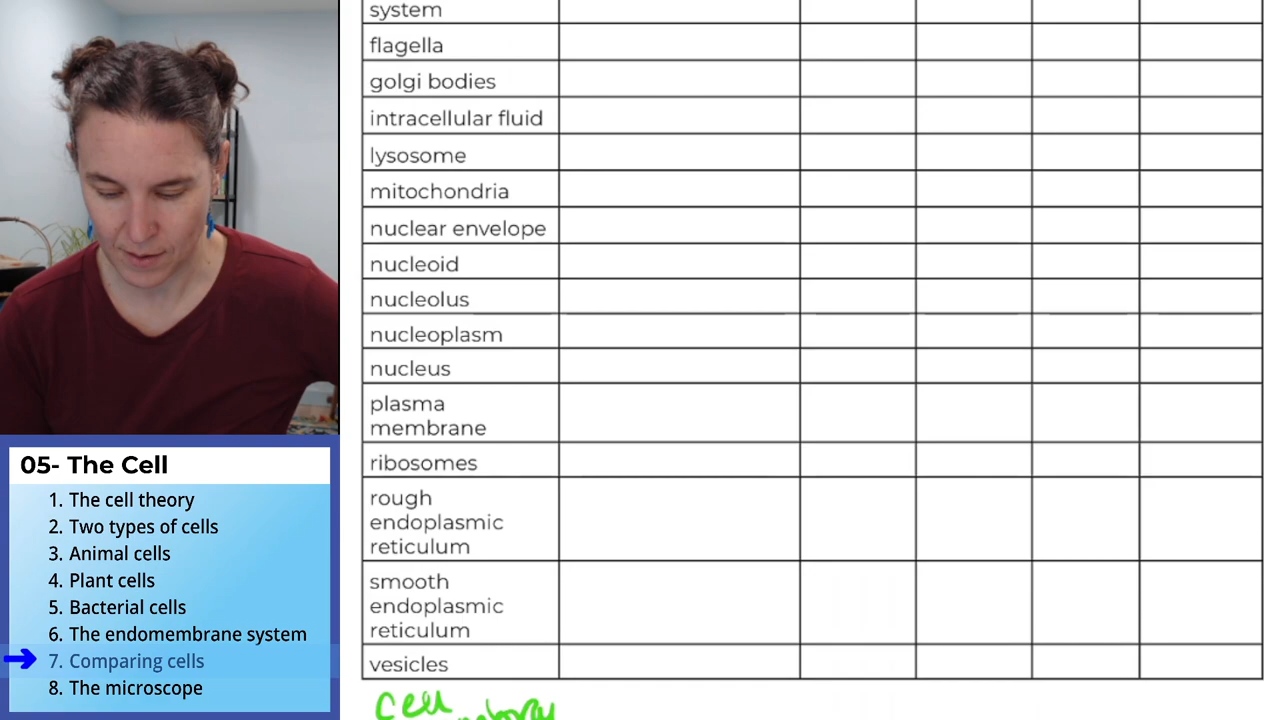 system
flagella
golgi bodies
intracellular fluid
lysosome
mitochondria
nuclear envelope
nucleoid
nucleolus
nucleoplasm
nucleus
plasma
membrane
ribosomes
rough
endoplasmic
reticulum
smooth
endoplasmic
reticulum
vesicles
Cell
05- The Cell
1. The cell theory
2. Two types of cells
3. Animal cells
4. Plant cells
5. Bacterial cells
6. The endomembrane system
7. Comparing cells
8. The microscope